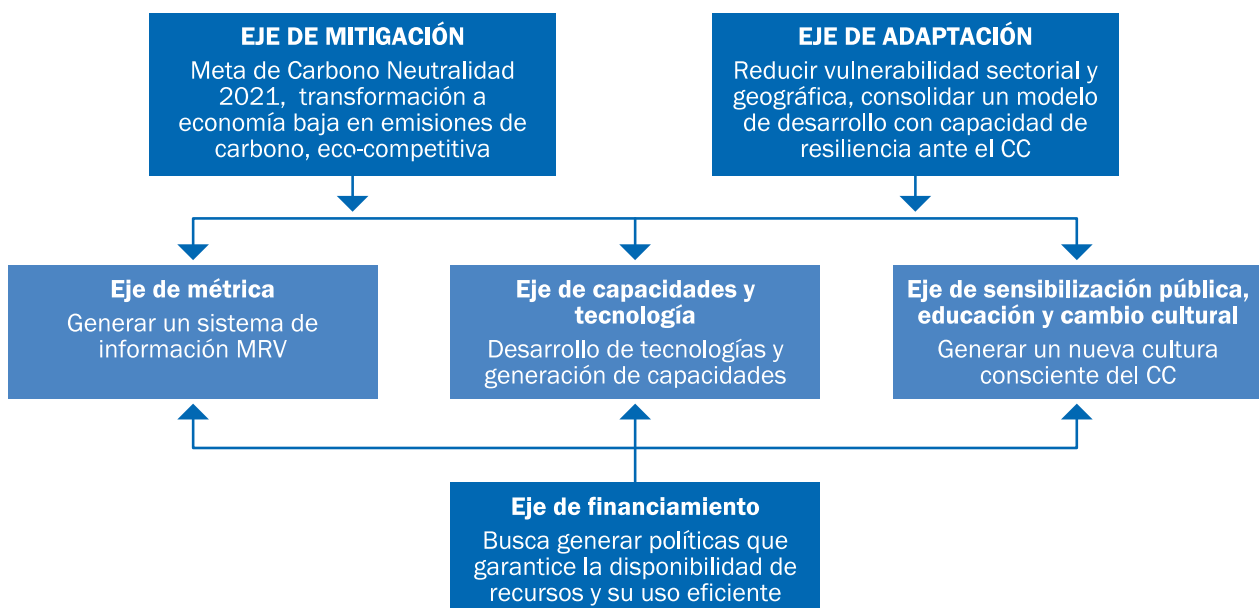 EJE DE MITIGACIÓN
Meta de Carbono Neutralidad
2021, transformación a
economía baja en emisiones de
carbono, eco-competitiva
EJE DE ADAPTACIÓN
Reducir vulnerabilidad sectorial y
geográfica, consolidar un modelo
de desarrollo con capacidad de
resiliencia ante el CC
Eje de métrica
Generar un sistema de
información MRV
Eje de capacidades y
tecnología
Desarrollo de tecnologías y
generación de capacidades
Eje de sensibilización pública,
educación y cambio cultural
Generar un nueva cultura
consciente del CC
Eje de financiamiento
Busca generar políticas que
garantice la disponibilidad de
recursos y su uso eficiente